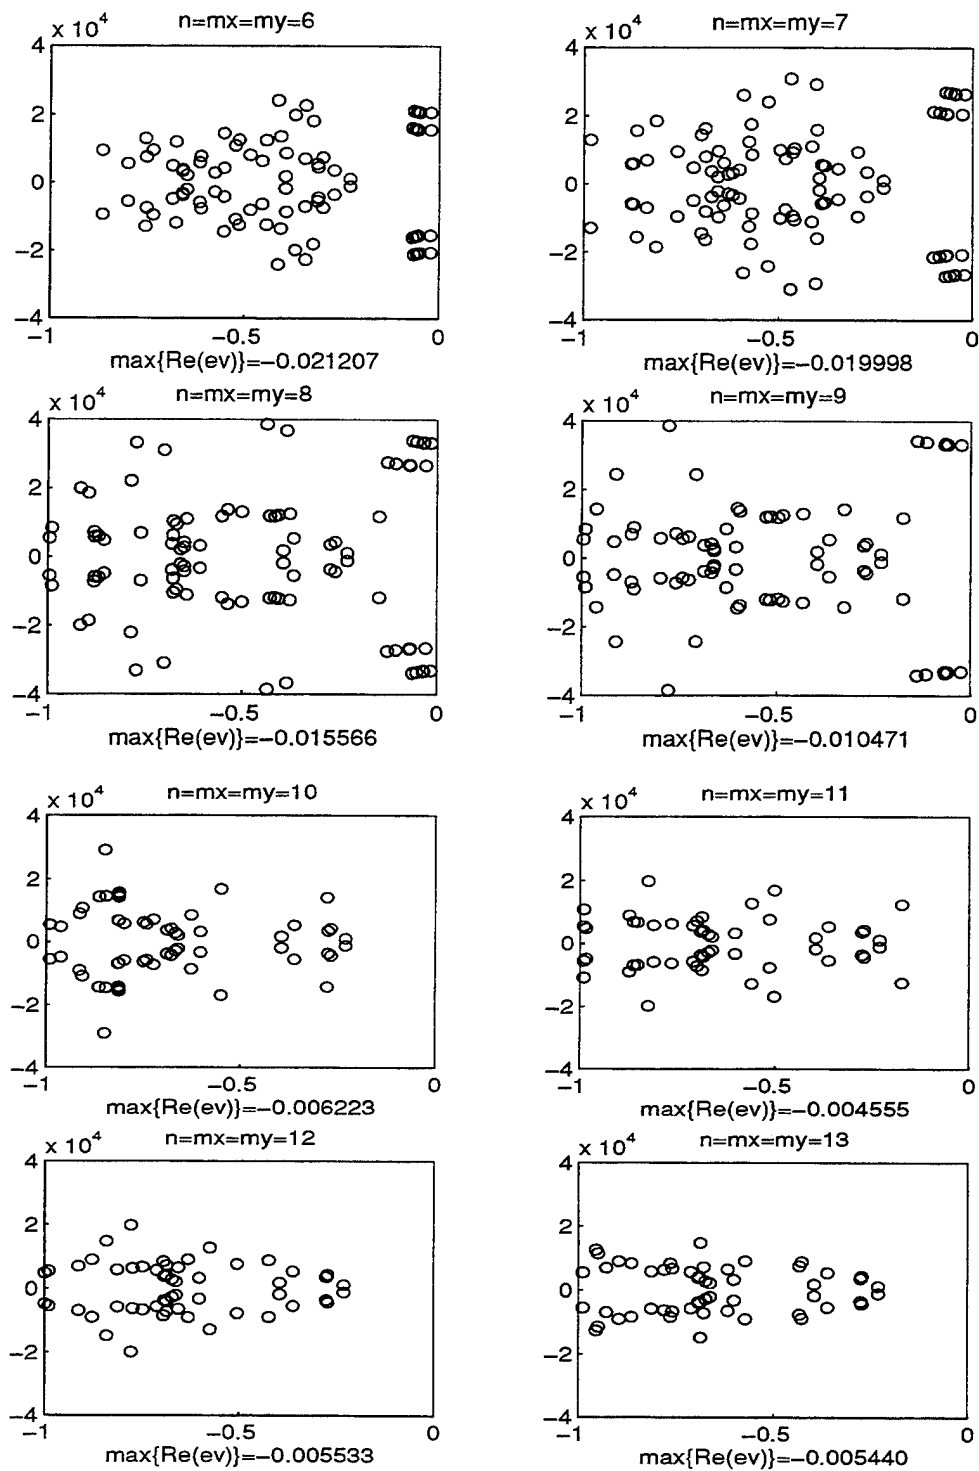 x 10^4 n=mx=my=6
4
2
0
−2
−4
−1 −0.5 0
max{Re(ev)}=−0.021207
x 10^4 n=mx=my=7
4
2
0
−2
−4
−1 −0.5 0
max{Re(ev)}=−0.019998
x 10^4 n=mx=my=8
4
2
0
−2
−4
−1 −0.5 0
max{Re(ev)}=−0.015566
x 10^4 n=mx=my=9
4
2
0
−2
−4
−1 −0.5 0
max{Re(ev)}=−0.010471
x 10^4 n=mx=my=10
4
2
0
−2
−4
−1 −0.5 0
max{Re(ev)}=−0.006223
x 10^4 n=mx=my=11
4
2
0
−2
−4
−1 −0.5 0
max{Re(ev)}=−0.004555
x 10^4 n=mx=my=12
4
2
0
−2
−4
−1 −0.5 0
max{Re(ev)}=−0.005533
x 10^4 n=mx=my=13
4
2
0
−2
−4
−1 −0.5 0
max{Re(ev)}=−0.005440